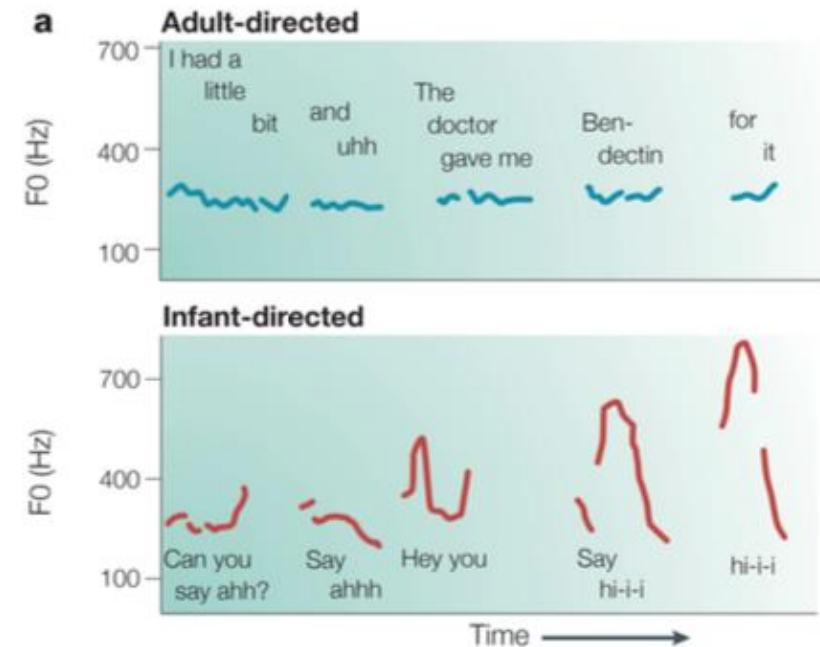 a
Adult-directed
700
400
100
F0 (Hz)
I had a
little
bit
and
uhh
The
doctor
gave me
Ben-
dectin
for
it
Infant-directed
700
400
100
F0 (Hz)
Can you
say ahh?
Say
ahhh
Hey you
Say
hi-i-i
hi-i-i
Time